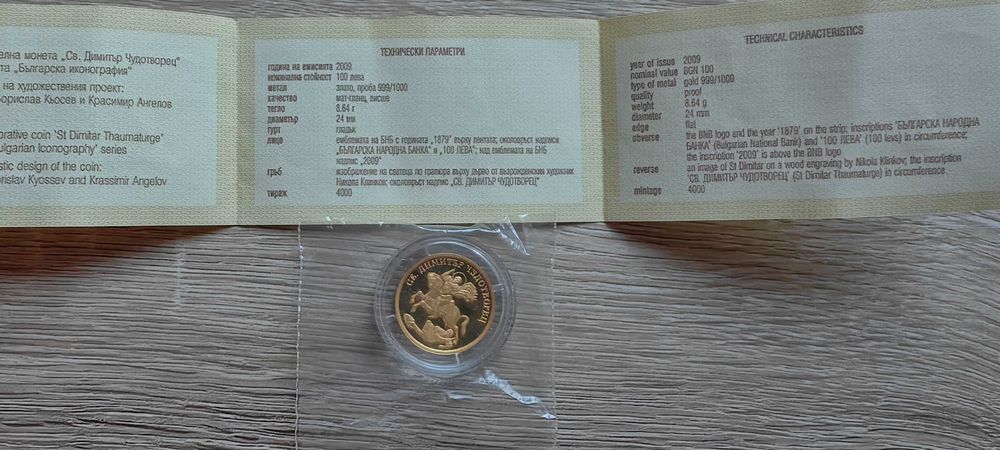 елна монета „Св. Димитър Чудотворец"
та „Българска иконография"
на художествения проект:
орислав Кьосев и Красимир Ангелов
orative coin 'St Dimitar Thaumaturge'
ulgarian Iconography' series
stic design of the coin:
orislav Kyossev and Krassimir Angelov
ТЕХНИЧЕСКИ ПАРАМЕТРИ
година на емисията 2009
номинална стойност 100 лева
метал злато, проба 999/1000
качество мат-гланц, висше
тегло 8.64 г
диаметър 24 мм
гурт гладък
лице емблемата на БНБ с годината „1879" върху лентата; околовръст надписи
„БЪЛГАРСКА НАРОДНА БАНКА" и „100 ЛЕВА"; над емблемата на БНБ
надпис „2009"
гръб изображение на светеца по гравюра върху дърво от възрожденския художник
Никола Клинков; околовръст надпис „СВ. ДИМИТЪР ЧУДОТВОРЕЦ"
тираж 4000
TECHNICAL CHARACTERISTICS
year of issue 2009
nominal value BGN 100
type of metal gold 999/1000
quality proof
weight 8.64 g
diameter 24 mm
edge flat
obverse the BNB logo and the year '1879' on the strip; inscriptions 'БЪЛГАРСКА НАРОДНА
БАНКА' (Bulgarian National Bank) and '100 ЛЕВА' (100 levs) in circumference;
the inscription '2009' is above the BNB logo
reverse an image of St Dimitar on a wood engraving by Nikola Klinkov; the inscription
'СВ. ДИМИТЪР ЧУДОТВОРЕЦ' (St Dimitar Thaumaturge) in circumference
mintage 4000
СВ. ДИМИТЪР ЧУДОТВОРЕЦ